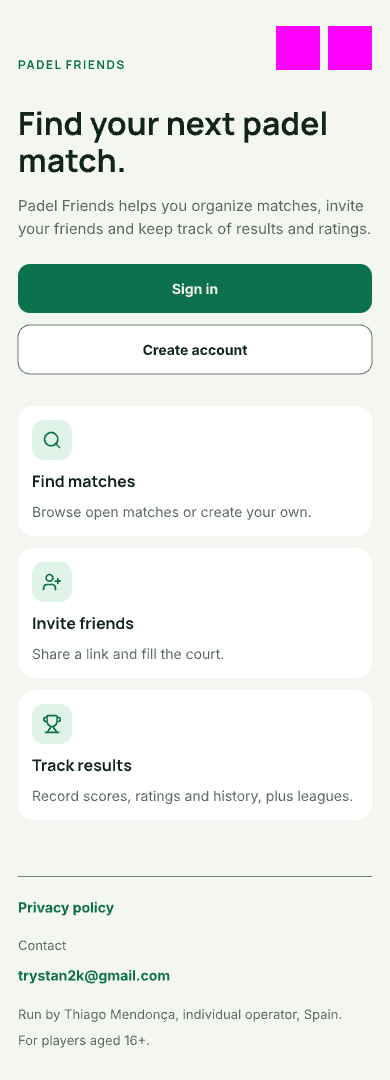 PADEL FRIENDS
Find your next padel
match.
Padel Friends helps you organize matches, invite
your friends and keep track of results and ratings.
Sign in
Create account
Find matches
Browse open matches or create your own.
Invite friends
Share a link and fill the court.
Track results
Record scores, ratings and history, plus leagues.
Privacy policy
Contact
trystan2k@gmail.com
Run by Thiago Mendonça, individual operator, Spain.
For players aged 16+.